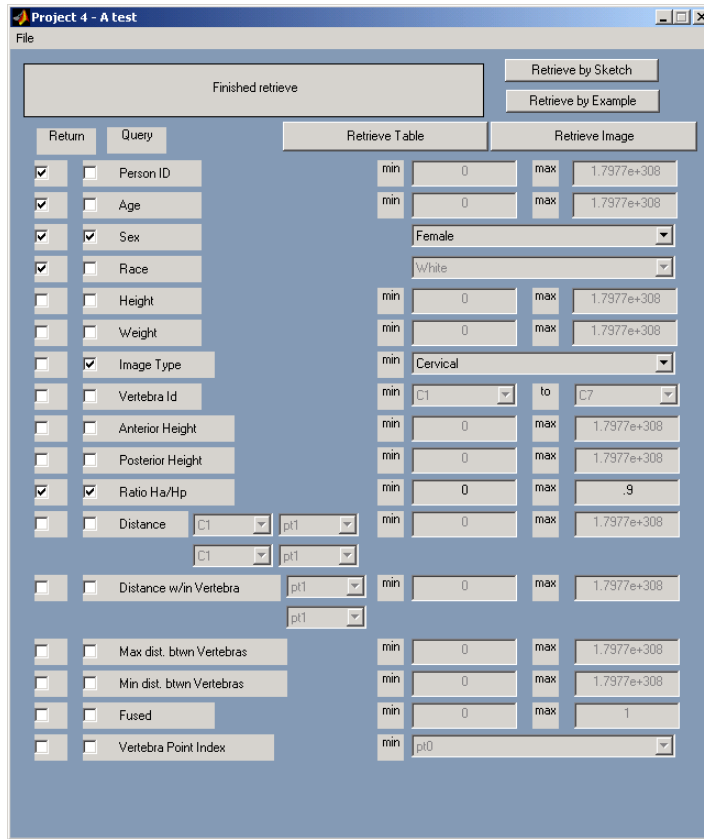 Project 4 - A test
File
Finished retrieve
Retrieve by Sketch
Retrieve by Example
Return Query Retrieve Table Retrieve Image
Person ID min 0 max 1.7977e+308
Age min 0 max 1.7977e+308
Sex Female
Race White
Height min 0 max 1.7977e+308
Weight min 0 max 1.7977e+308
Image Type min Cervical
Vertebra Id min C1 to C7
Anterior Height min 0 max 1.7977e+308
Posterior Height min 0 max 1.7977e+308
Ratio Ha/Hp min 0 max .9
Distance C1 pt1 min 0 max 1.7977e+308
C1 pt1
Distance w/in Vertebra pt1 min 0 max 1.7977e+308
pt1
Max dist. btwn Vertebras min 0 max 1.7977e+308
Min dist. btwn Vertebras min 0 max 1.7977e+308
Fused min 0 max 1
Vertebra Point Index min pt0